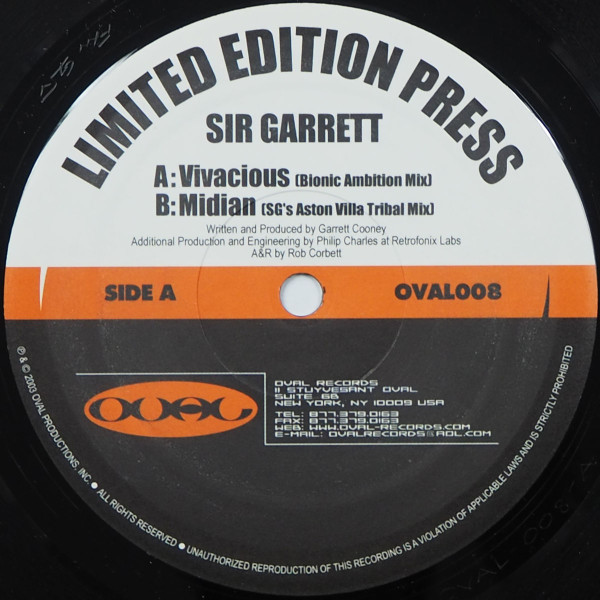 LIMITED EDITION PRESS
SIR GARRETT
A: Vivacious (Bionic Ambition Mix)
B: Midian (SG's Aston Villa Tribal Mix)
Written and Produced by Garrett Cooney
Additional Production and Engineering by Philip Charles at Retrofonix Labs
A&R by Rob Corbett
SIDE A
OVAL008
OVAL
OVAL RECORDS
11 STUYVESANT OVAL
SUITE 6B
NEW YORK, NY 10009 USA
TEL: 877.379.0163
FAX: 877.379.0163
WEB: WWW.OVAL-RECORDS.COM
E-MAIL: OVALRECORDS@AOL.COM
℗ & © 2003 OVAL PRODUCTIONS, INC. ● ALL RIGHTS RESERVED ● UNAUTHORIZED REPRODUCTION OF THIS RECORDING IS A VIOLATION OF APPLICABLE LAWS AND IS STRICTLY PROHIBITED
OVAL 008 A